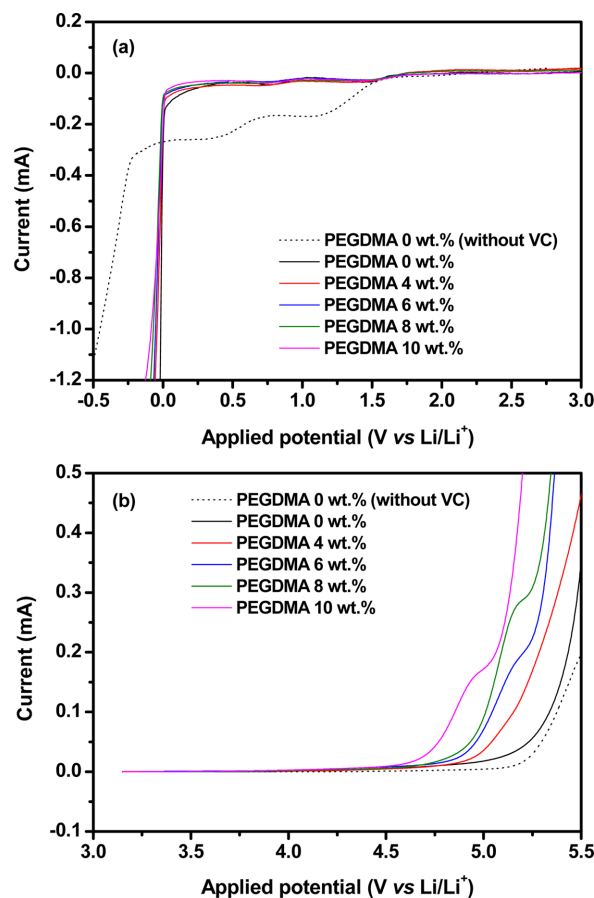 (a)
0.2
0.0
-0.2
-0.4
-0.6
-0.8
-1.0
-1.2
Current (mA)
PEGDMA 0 wt.% (without VC)
PEGDMA 0 wt.%
PEGDMA 4 wt.%
PEGDMA 6 wt.%
PEGDMA 8 wt.%
PEGDMA 10 wt.%
-0.5 0.0 0.5 1.0 1.5 2.0 2.5 3.0
Applied potential (V vs Li/Li⁺)
(b)
0.5
0.4
0.3
0.2
0.1
0.0
-0.1
Current (mA)
PEGDMA 0 wt.% (without VC)
PEGDMA 0 wt.%
PEGDMA 4 wt.%
PEGDMA 6 wt.%
PEGDMA 8 wt.%
PEGDMA 10 wt.%
3.0 3.5 4.0 4.5 5.0 5.5
Applied potential (V vs Li/Li⁺)